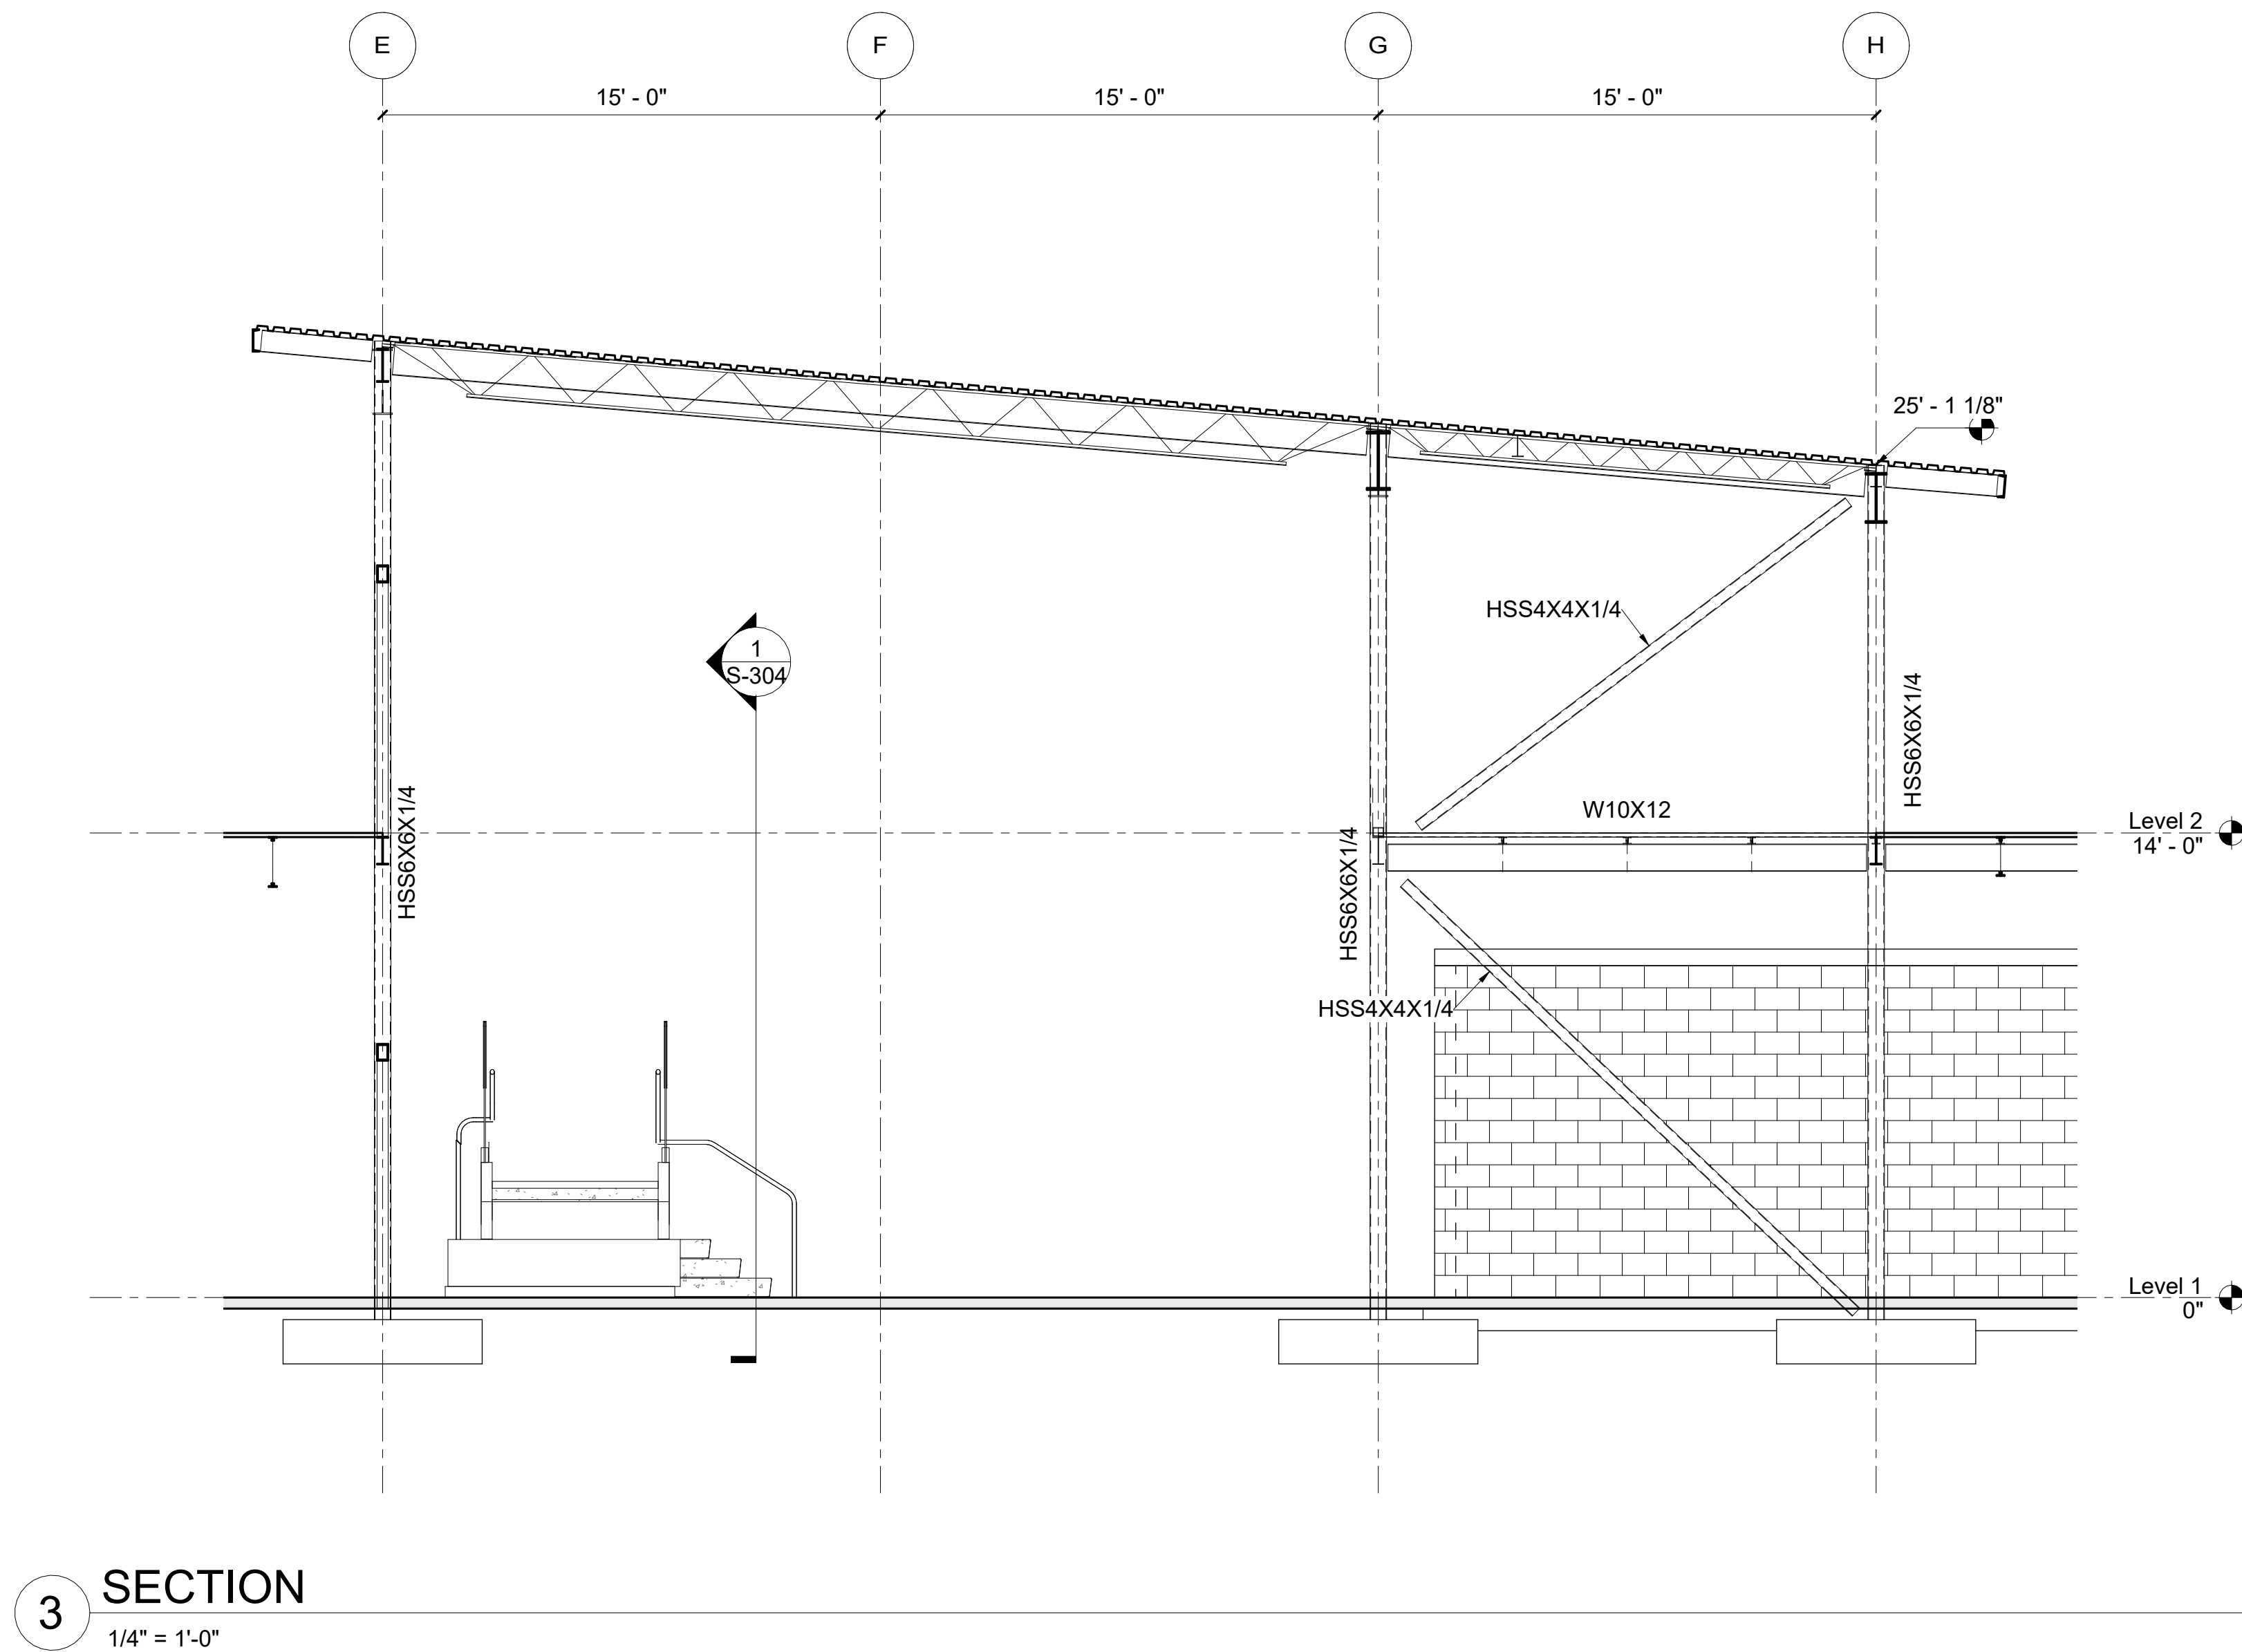 E
F
G
H
15' - 0"
15' - 0"
15' - 0"
25' - 1 1/8"
HSS4X4X1/4
1
S-304
HSS6X6X1/4
W10X12
HSS6X6X1/4
HSS6X6X1/4
Level 2
14' - 0"
HSS4X4X1/4
Level 1
0"
3
SECTION
1/4" = 1'-0"